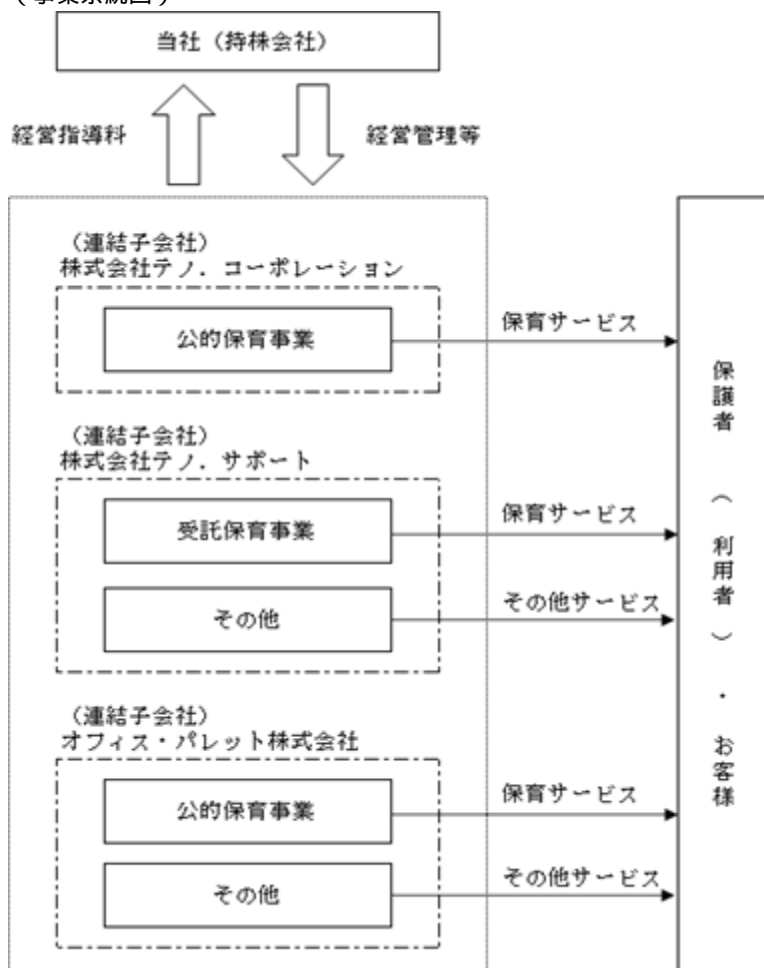 （事業系統図）
当社（持株会社）
経営指導料
経営管理等
（連結子会社）
株式会社テノ．コーポレーション
公的保育事業
保育サービス
（連結子会社）
株式会社テノ．サポート
受託保育事業
保育サービス
その他
その他サービス
（連結子会社）
オフィス・パレット株式会社
公的保育事業
保育サービス
その他
その他サービス
保護者（利用者）・お客様